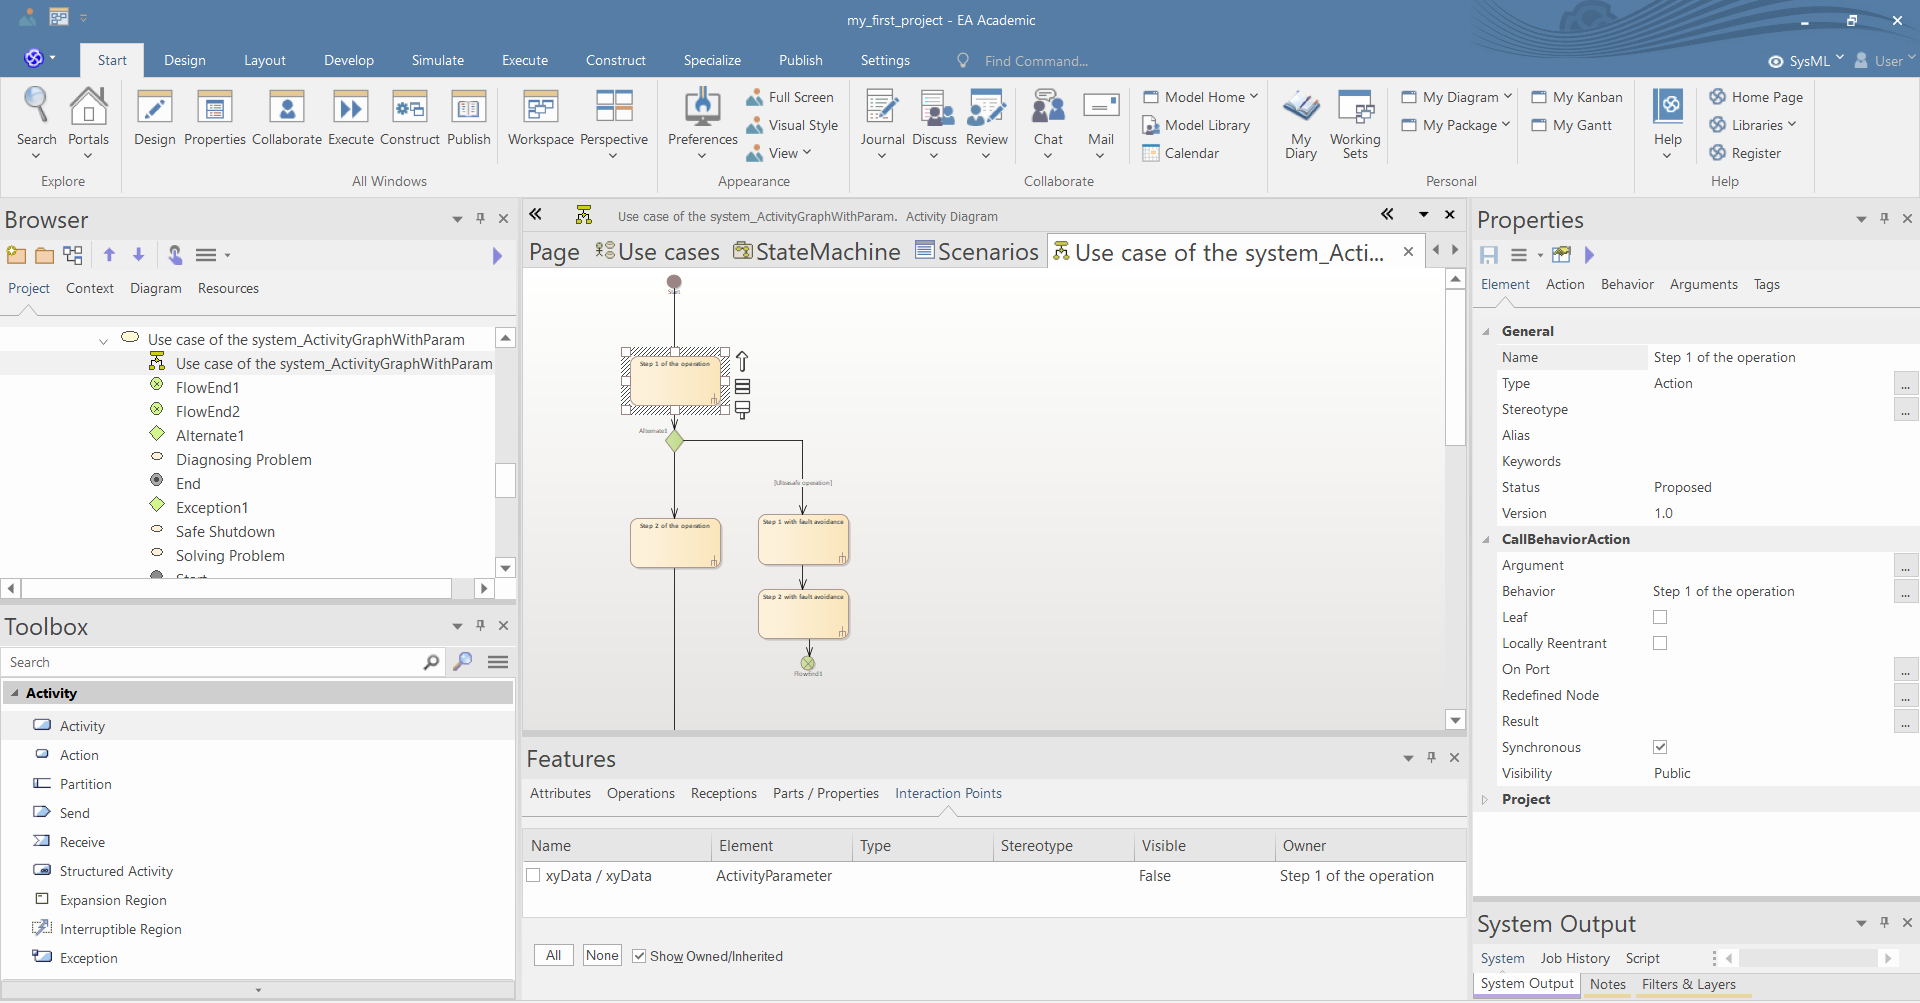 my_first_project - EA Academic
Start Design Layout Develop Simulate Execute Construct Specialize Publish Settings Find Command... SysML User
Search Portals Design Properties Collaborate Execute Construct Publish Workspace Perspective Preferences
Full Screen
Visual Style
View
Journal Discuss Review Chat Mail
Model Home
Model Library
Calendar
My Diary
Working Sets
My Diagram
My Package
My Kanban
My Gantt
Help
Home Page
Libraries
Register
Explore All Windows Appearance Collaborate Personal Help
Browser
Project Context Diagram Resources
Use case of the system_ActivityGraphWithParam
Use case of the system_ActivityGraphWithParam
FlowEnd1
FlowEnd2
Alternate1
Diagnosing Problem
End
Exception1
Safe Shutdown
Solving Problem
Start
Toolbox
Search
Activity
Activity
Action
Partition
Send
Receive
Structured Activity
Expansion Region
Interruptible Region
Exception
Use case of the system_ActivityGraphWithParam. Activity Diagram
Page Use cases StateMachine Scenarios Use case of the system_Acti...
Start
Step 1 of the operation
Alternate1
[Ultrasafe operation]
Step 2 of the operation
Step 1 with fault avoidance
Step 2 with fault avoidance
FlowEnd1
Features
Attributes Operations Receptions Parts / Properties Interaction Points
Name Element Type Stereotype Visible Owner
xyData / xyData ActivityParameter False Step 1 of the operation
All None Show Owned/Inherited
Properties
Element Action Behavior Arguments Tags
General
Name Step 1 of the operation
Type Action ...
Stereotype ...
Alias
Keywords
Status Proposed
Version 1.0
CallBehaviorAction
Argument ...
Behavior Step 1 of the operation ...
Leaf
Locally Reentrant
On Port ...
Redefined Node ...
Result ...
Synchronous
Visibility Public
Project
System Output
System Job History Script
System Output Notes Filters & Layers